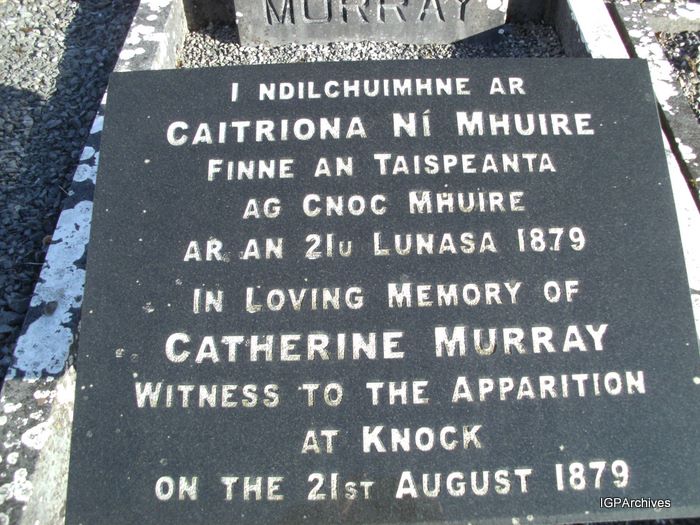 MURRAY
I NDILCHUIMHNE AR
CAITRIONA NÍ MHUIRE
FINNE AN TAISPEANTA
AG CNOC MHUIRE
AR AN 21U LUNASA 1879
IN LOVING MEMORY OF
CATHERINE MURRAY
WITNESS TO THE APPARITION
AT KNOCK
ON THE 21ST AUGUST 1879
IGPArchives